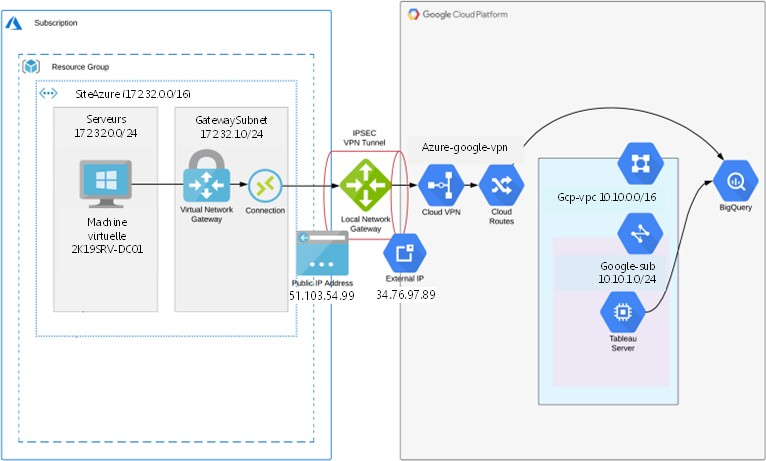 Subscription
Google Cloud Platform
Resource Group
SiteAzure (172.32.0.0/16)
Serveurs
172.32.0.0/24
GatewaySubnet
172.32.1.0/24
Machine
virtuelle
2K19SRV-DC01
Virtual Network
Gateway
Connection
IPSEC
VPN Tunnel
Local Network
Gateway
Public IP Address
51.103.54.99
External IP
34.76.97.89
Azure-google-vpn
Cloud VPN
Cloud
Routes
Gcp-vpc 10.10.0.0/16
Google-sub
10.10.1.0/24
Tableau
Server
BigQuery